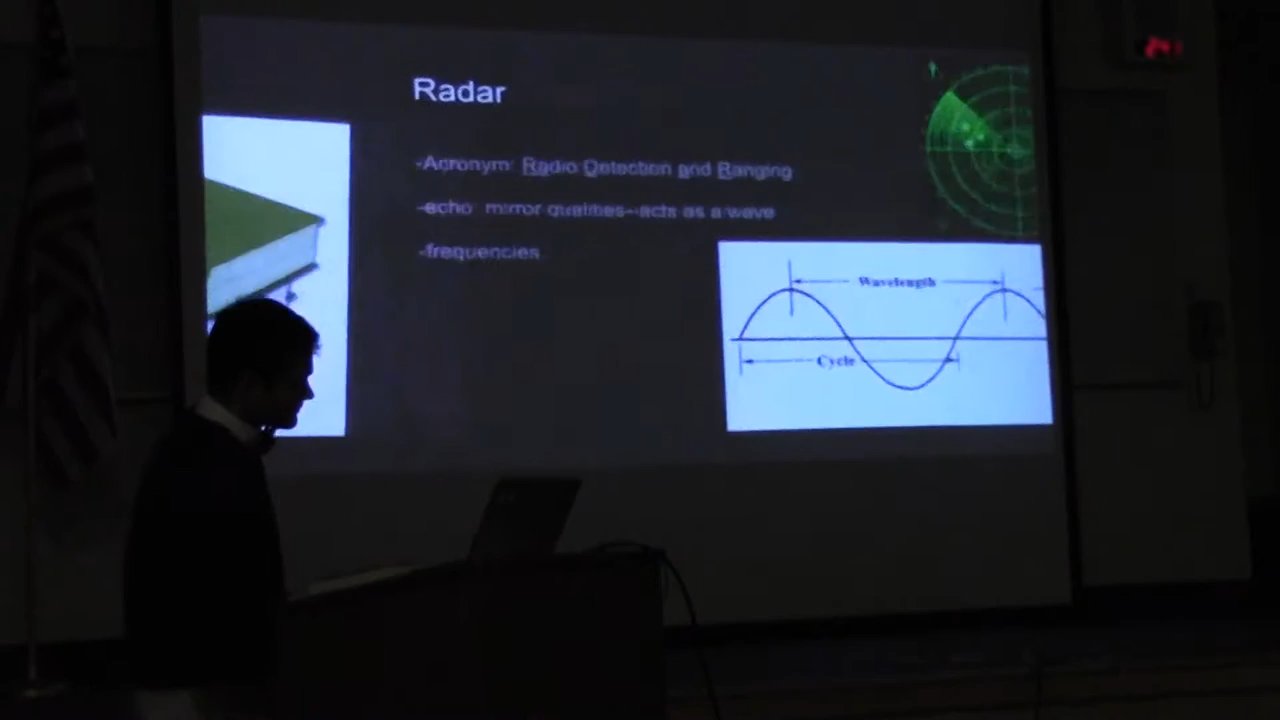 Radar
-Acronym: Radio Detection and Ranging
-echo: mirror qualities--acts as a wave
-frequencies
Wavelength
Cycle